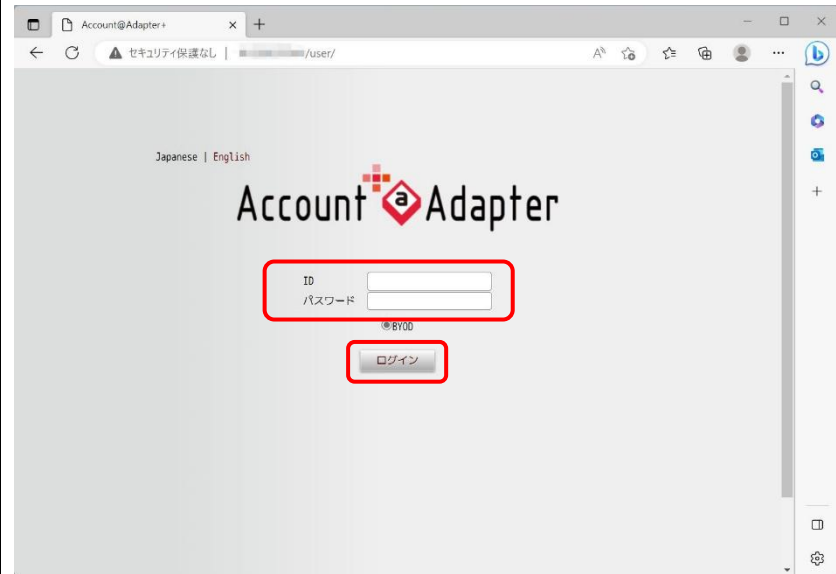 Account@Adapter+
セキュリティ保護なし | /user/
Japanese | English
Account@Adapter
ID
パスワード
BYOD
ログイン